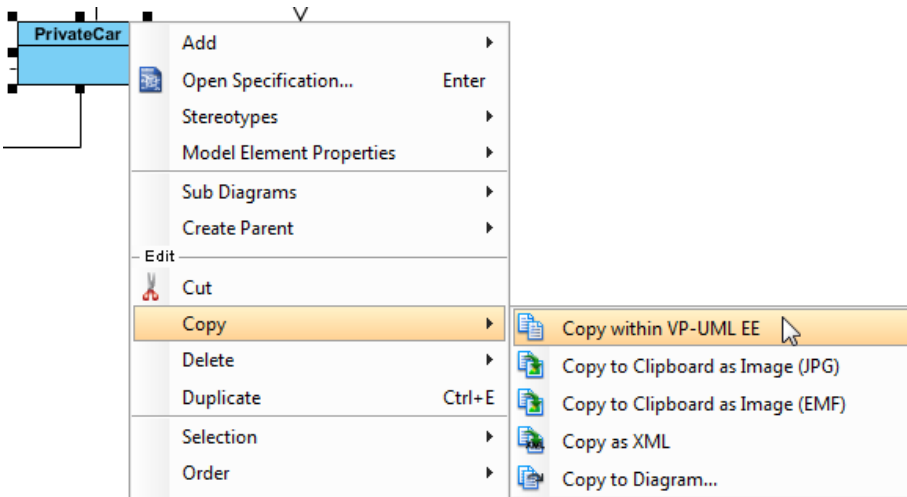 PrivateCar
Add
Open Specification... Enter
Stereotypes
Model Element Properties
Sub Diagrams
Create Parent
Edit
Cut
Copy
Copy within VP-UML EE
Delete
Copy to Clipboard as Image (JPG)
Duplicate Ctrl+E
Copy to Clipboard as Image (EMF)
Selection
Copy as XML
Order
Copy to Diagram...